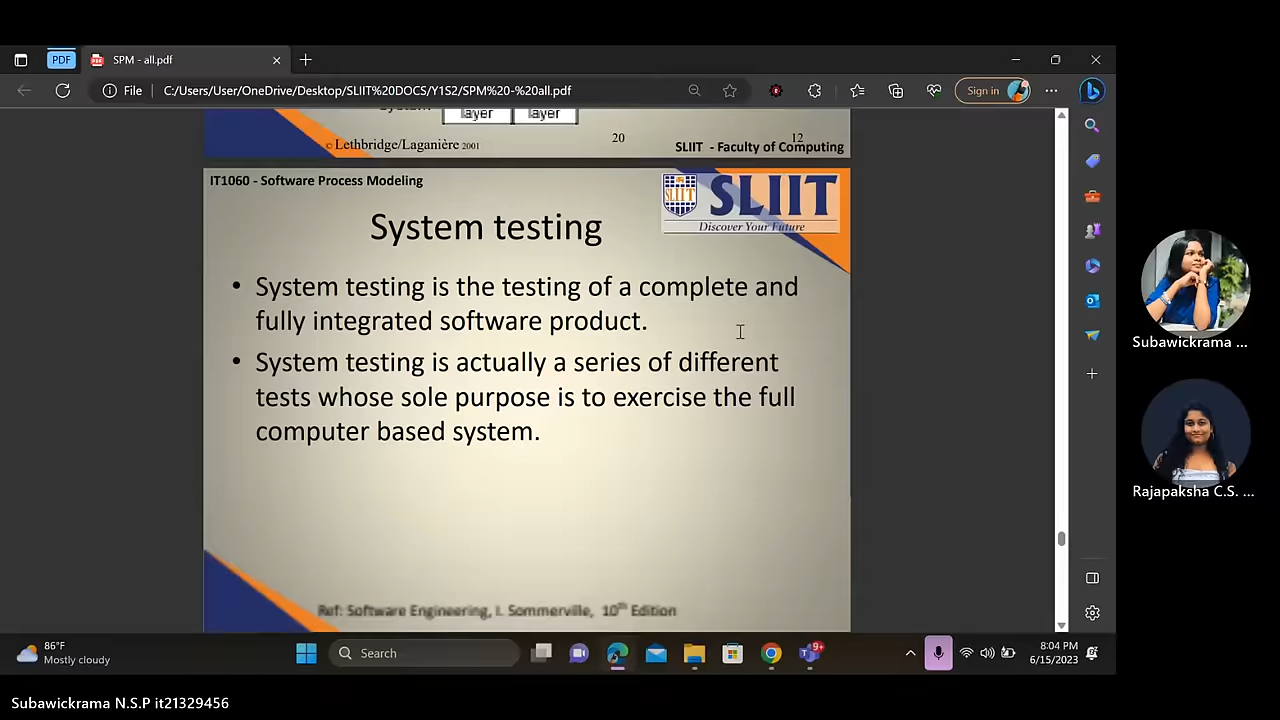 PDF
SPM - all.pdf
File
C:/Users/User/OneDrive/Desktop/SLIIT%20DOCS/Y1S2/SPM%20-%20all.pdf
Sign in
layer layer
© Lethbridge/Laganière 2001
20
12
SLIIT - Faculty of Computing
IT1060 - Software Process Modeling
SLIIT
SLIIT
Discover Your Future
System testing
• System testing is the testing of a complete and
fully integrated software product.
• System testing is actually a series of different
tests whose sole purpose is to exercise the full
computer based system.
Ref: Software Engineering, I. Sommerville, 10th Edition
Subawickrama ...
Rajapaksha C.S. ...
86°F
Mostly cloudy
Search
9+
8:04 PM
6/15/2023
Subawickrama N.S.P it21329456